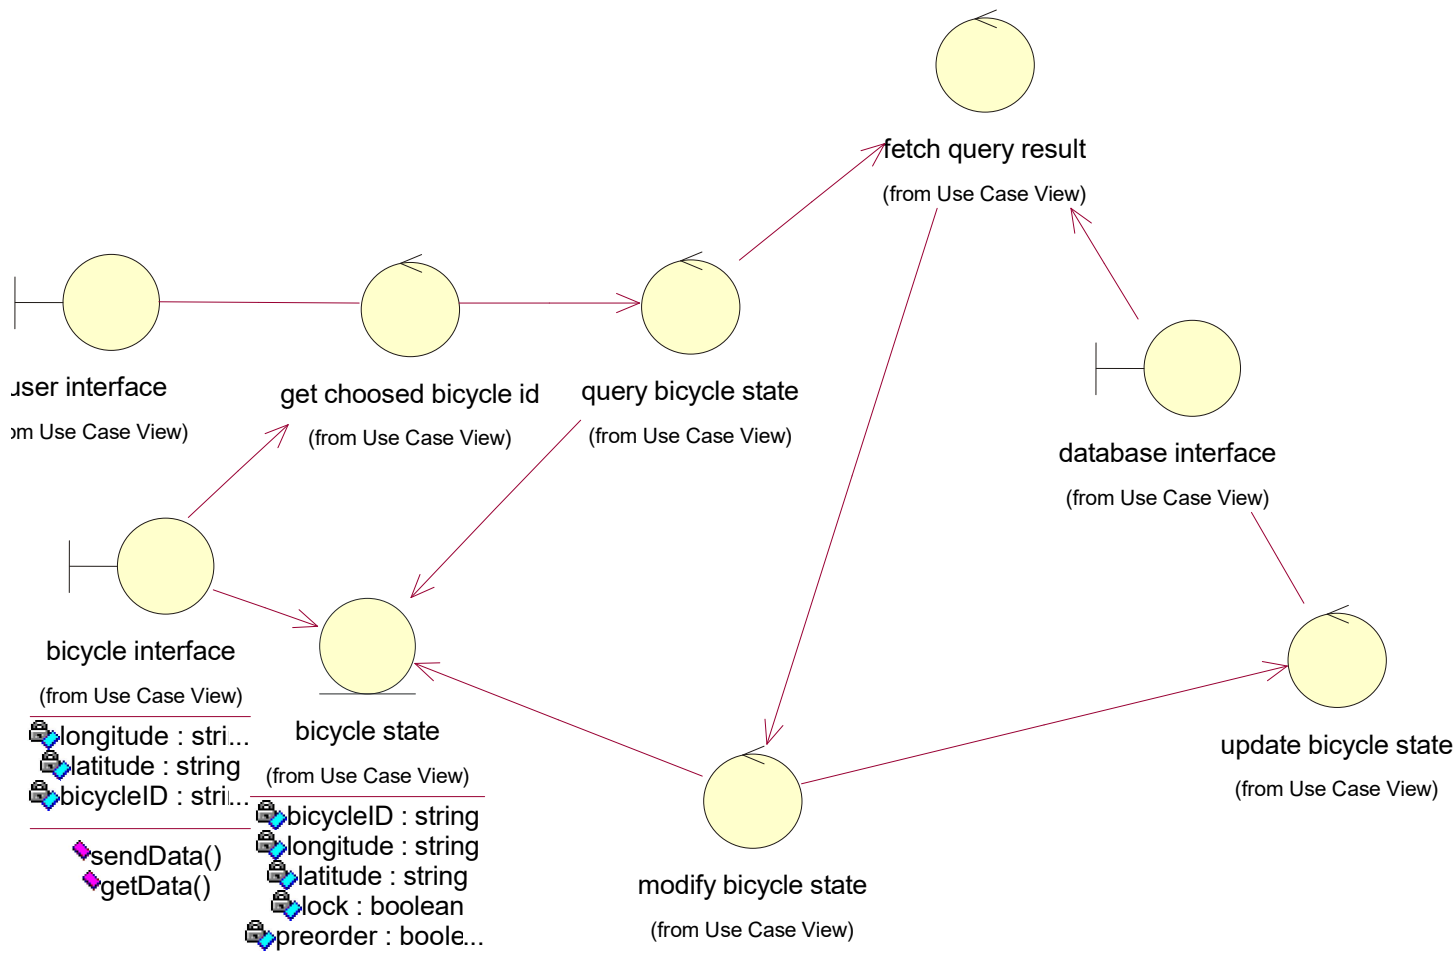 fetch query result
(from Use Case View)
user interface
om Use Case View)
get choosed bicycle id
(from Use Case View)
query bicycle state
(from Use Case View)
database interface
(from Use Case View)
bicycle interface
(from Use Case View)
longitude : stri...
latitude : string
bicycleID : stri...
sendData()
getData()
bicycle state
(from Use Case View)
bicycleID : string
longitude : string
latitude : string
lock : boolean
preorder : boole...
modify bicycle state
(from Use Case View)
update bicycle state
(from Use Case View)